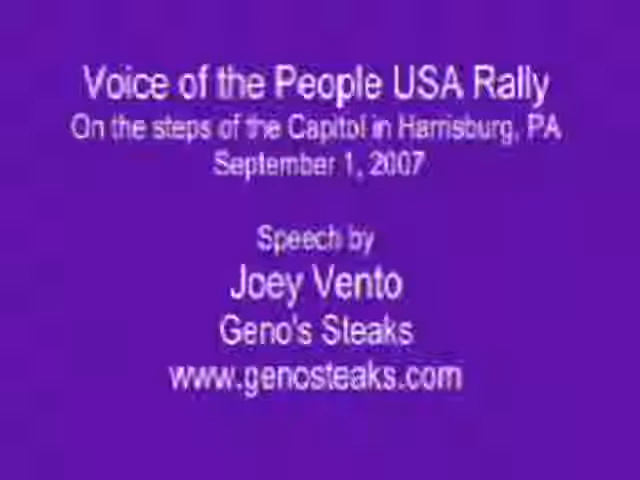 Voice of the People USA Rally
On the steps of the Capitol in Harrisburg, PA
September 1, 2007
Speech by
Joey Vento
Geno's Steaks
www.genosteaks.com